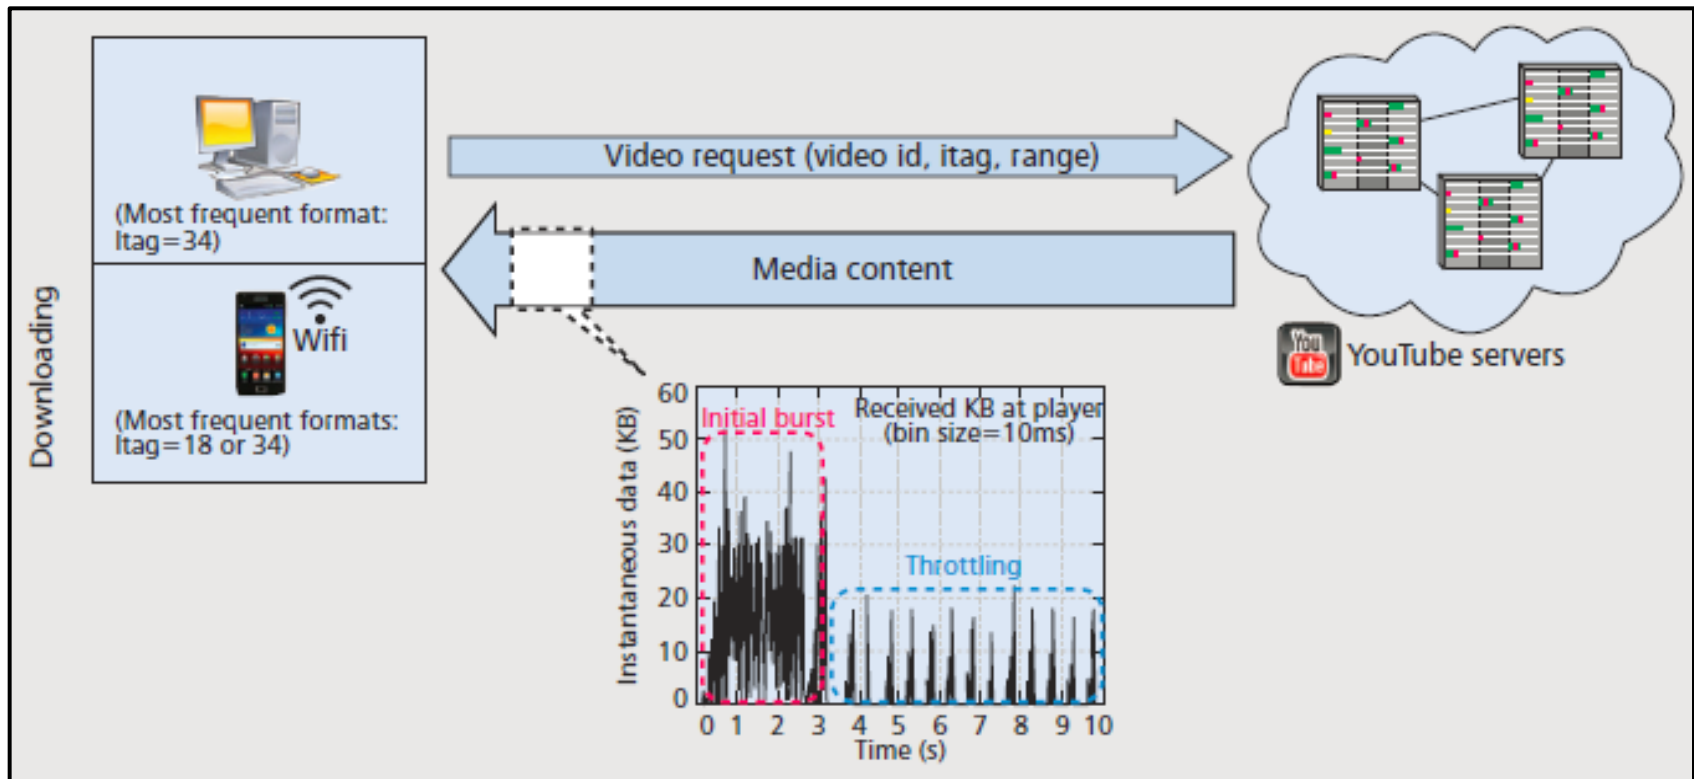 Downloading
(Most frequent format:
Itag=34)
Wifi
(Most frequent formats:
Itag=18 or 34)
Video request (video id, itag, range)
Media content
You
Tube
YouTube servers
Instantaneous data (KB)
60
50
40
30
20
10
0
Initial burst
Received KB at player
(bin size=10ms)
Throttling
0 1 2 3 4 5 6 7 8 9 10
Time (s)